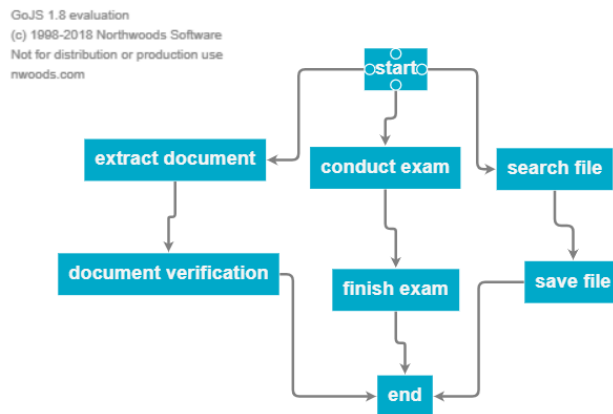 GoJS 1.8 evaluation
(c) 1998-2018 Northwoods Software
Not for distribution or production use
nwoods.com
start
extract document
conduct exam
search file
document verification
finish exam
save file
end